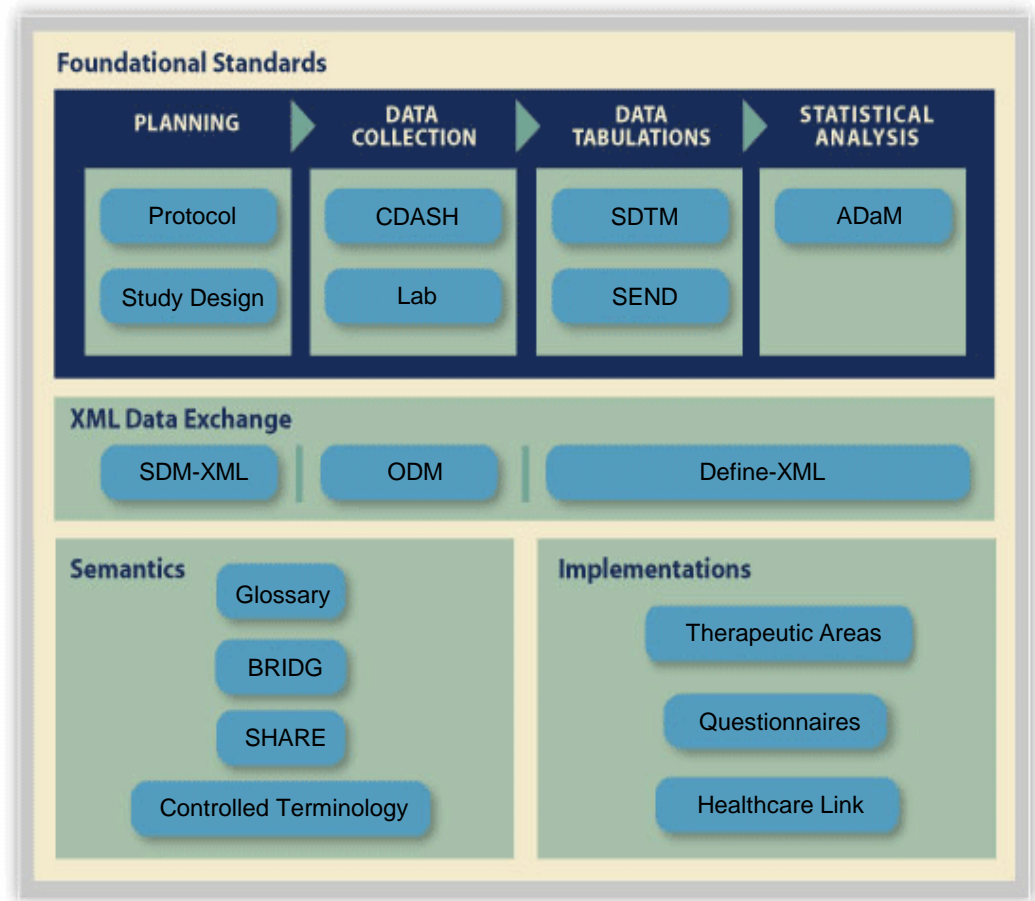 Foundational Standards
PLANNING
DATA
COLLECTION
DATA
TABULATIONS
STATISTICAL
ANALYSIS
Protocol
CDASH
SDTM
ADaM
Study Design
Lab
SEND
XML Data Exchange
SDM-XML
ODM
Define-XML
Semantics
Glossary
BRIDG
SHARE
Controlled Terminology
Implementations
Therapeutic Areas
Questionnaires
Healthcare Link